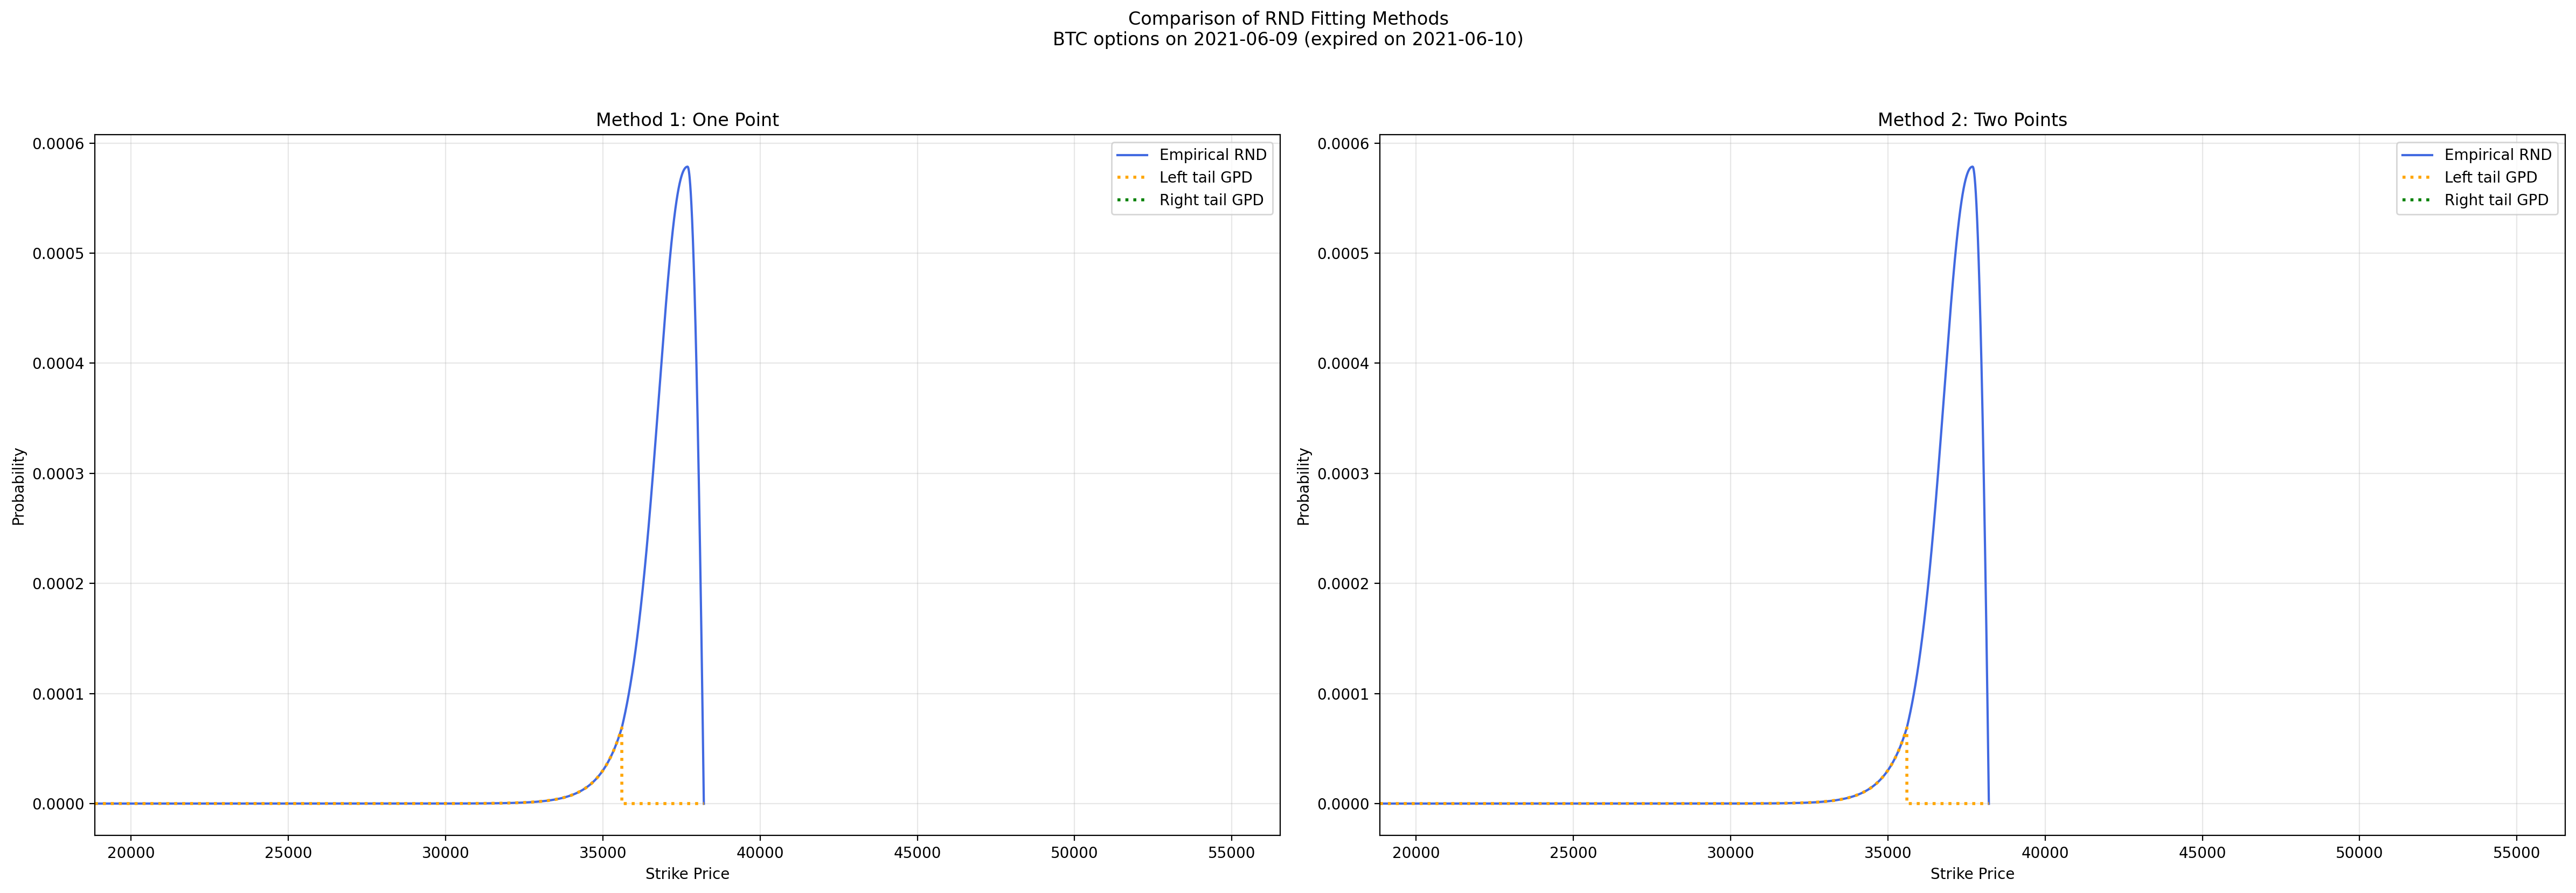 Comparison of RND Fitting Methods
BTC options on 2021-06-09 (expired on 2021-06-10)
Method 1: One Point
0.0006
0.0005
0.0004
0.0003
0.0002
0.0001
0.0000
Probability
20000 25000 30000 35000 40000 45000 50000 55000
Strike Price
Empirical RND
Left tail GPD
Right tail GPD
Method 2: Two Points
0.0006
0.0005
0.0004
0.0003
0.0002
0.0001
0.0000
Probability
20000 25000 30000 35000 40000 45000 50000 55000
Strike Price
Empirical RND
Left tail GPD
Right tail GPD